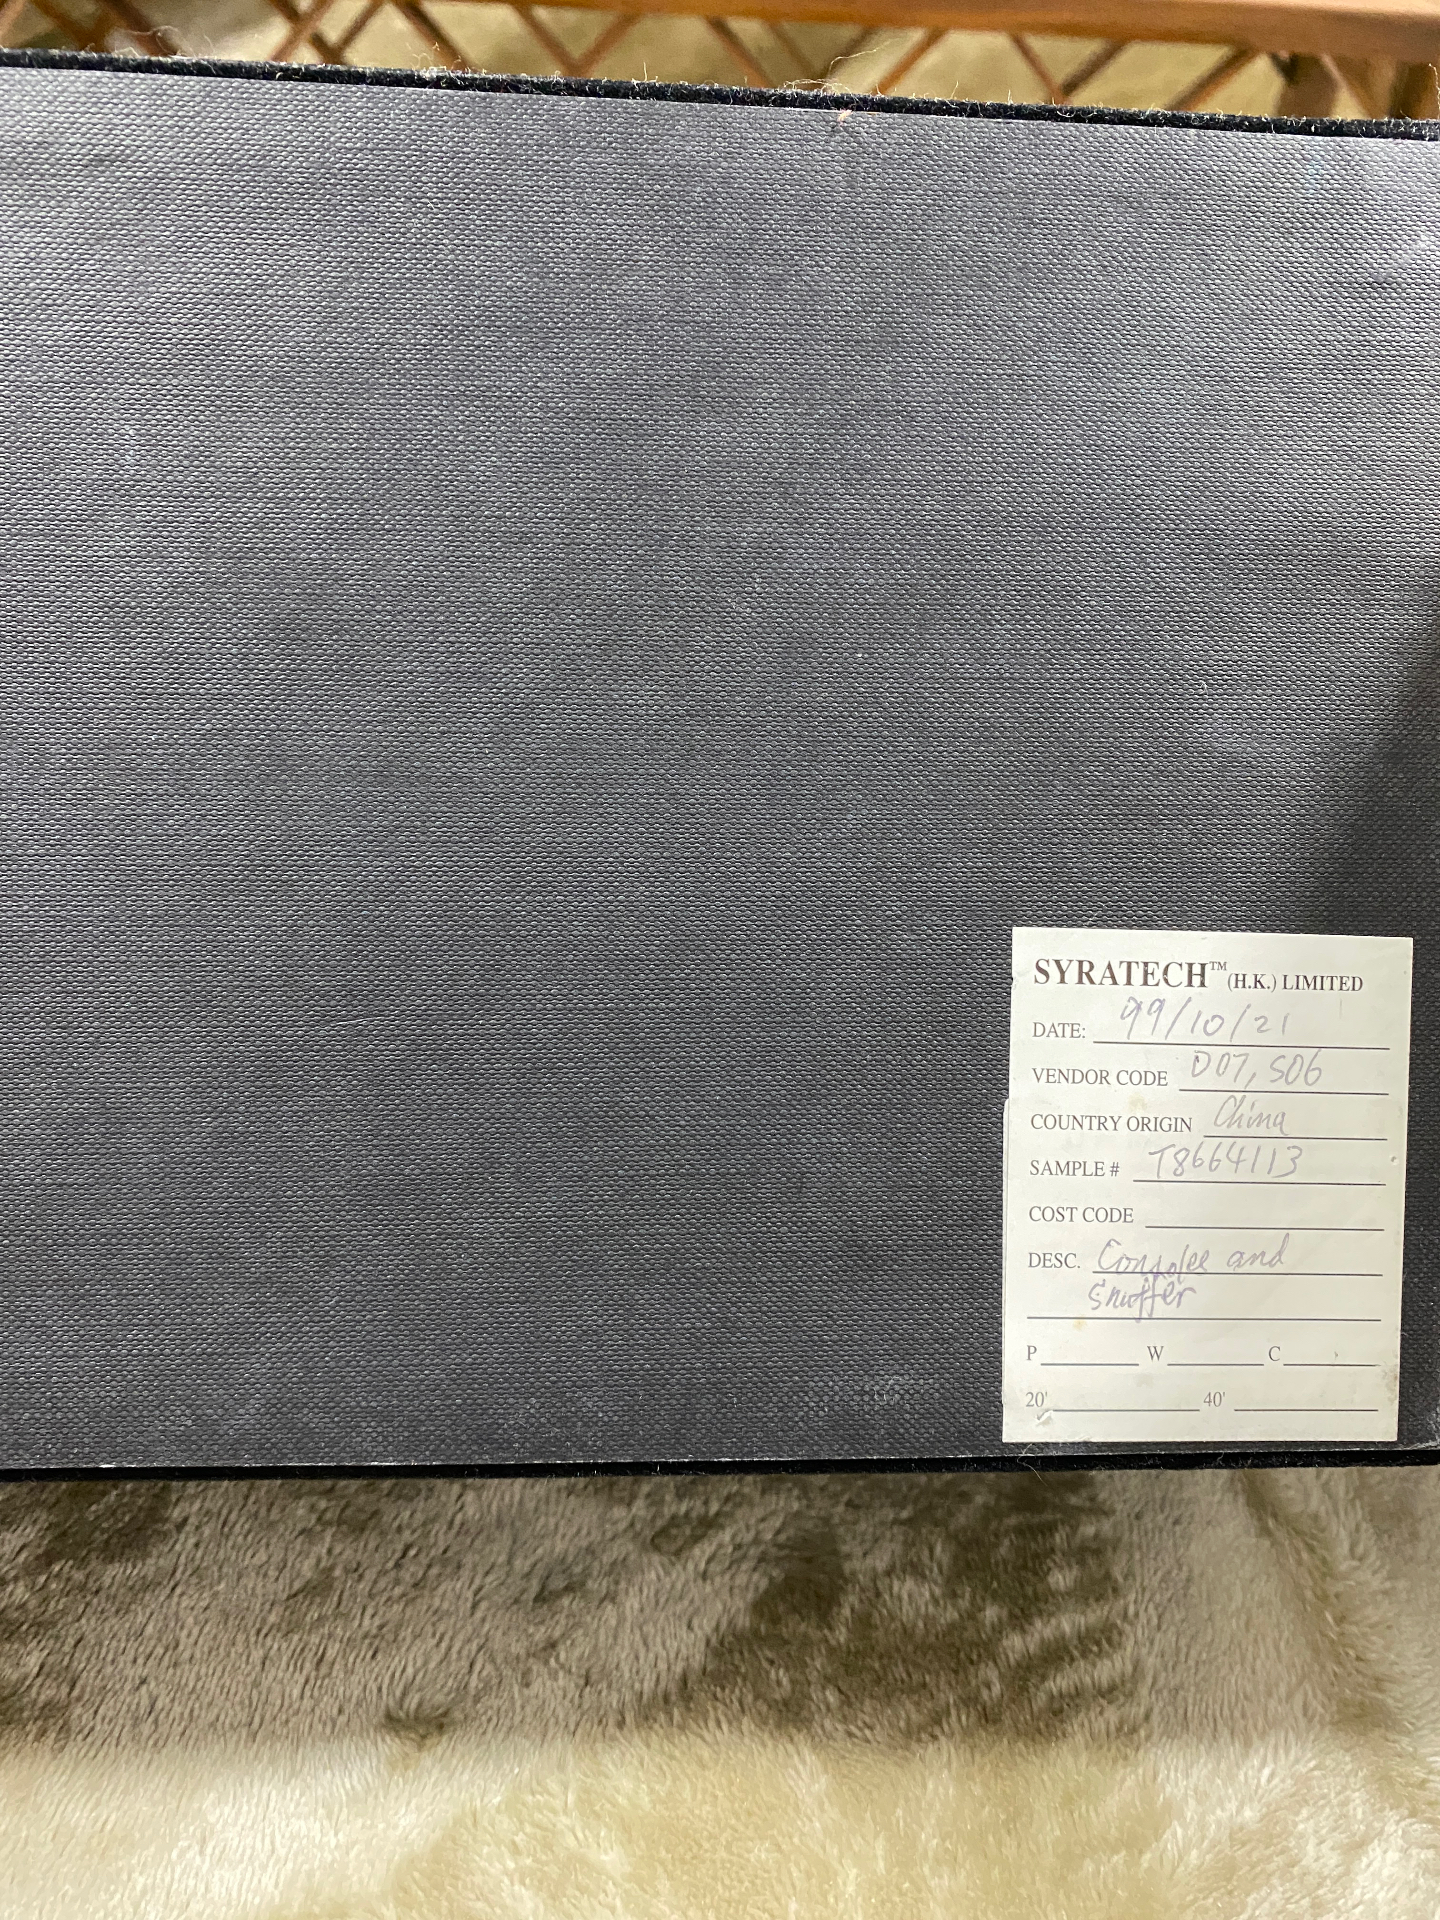 SYRATECH™ (H.K.) LIMITED
DATE: 99/10/21
VENDOR CODE D07, S06
COUNTRY ORIGIN China
SAMPLE # T8664113
COST CODE
DESC. and
Snuffer
P W C
20' 40'